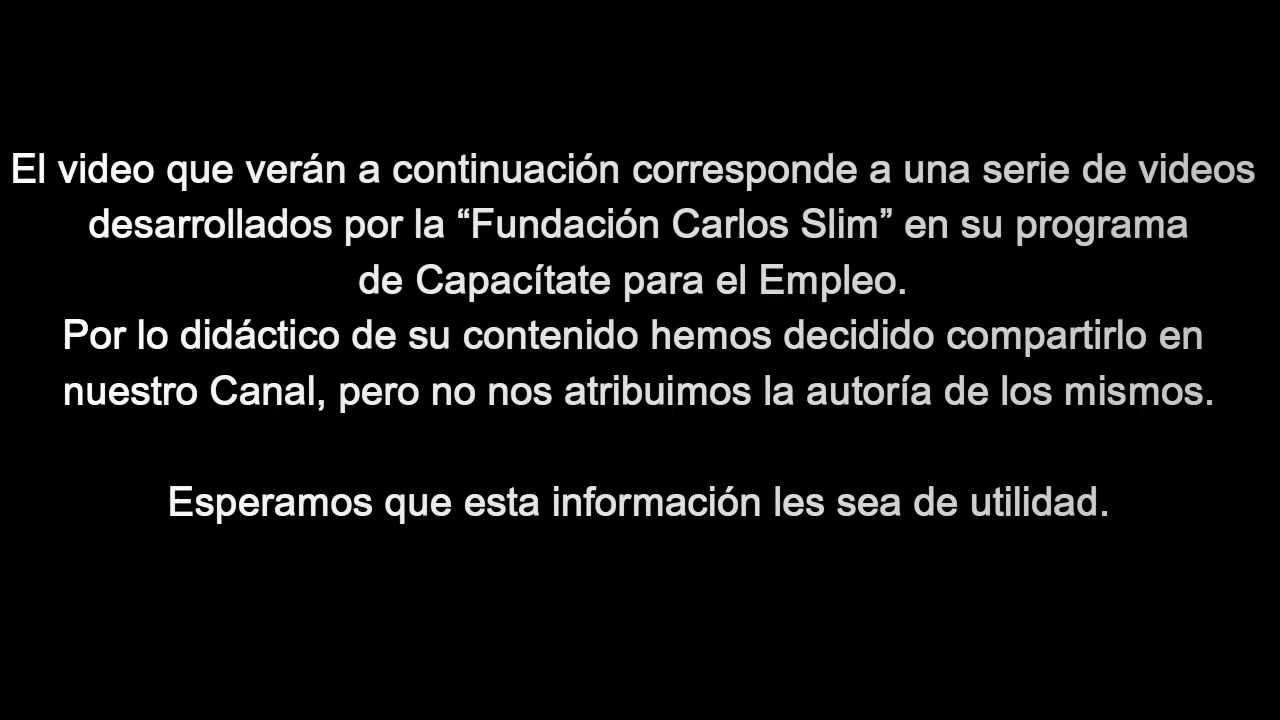 El video que verán a continuación corresponde a una serie de videos
desarrollados por la “Fundación Carlos Slim” en su programa
de Capacítate para el Empleo.
Por lo didáctico de su contenido hemos decidido compartirlo en
nuestro Canal, pero no nos atribuimos la autoría de los mismos.
Esperamos que esta información les sea de utilidad.